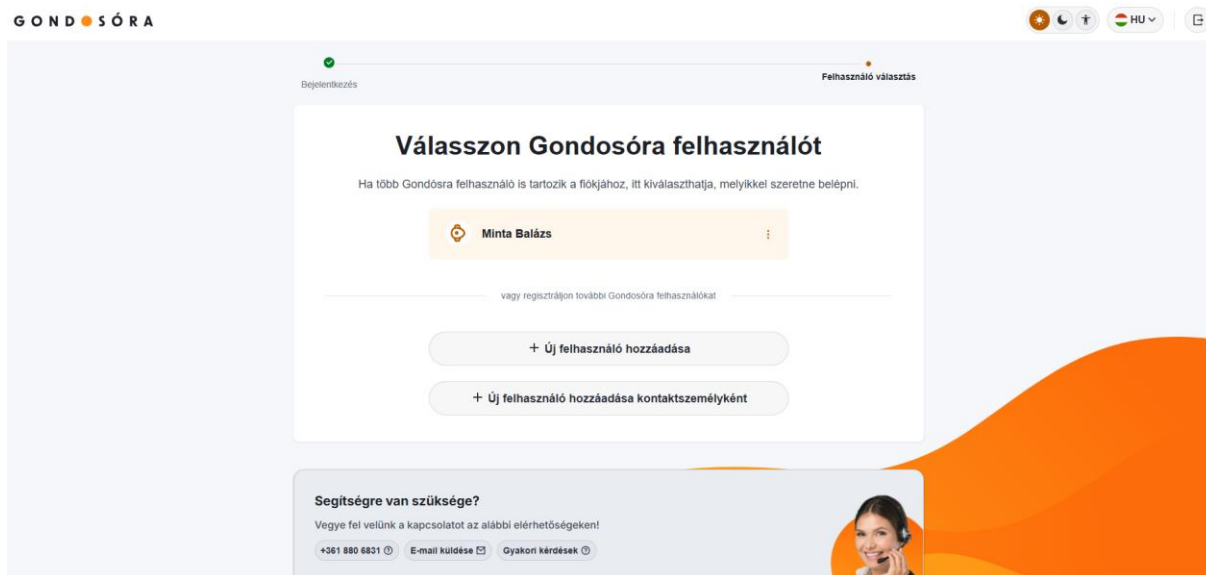 GONDOSÓRA
HU
Bejelentkezés
Felhasználó választás
Válasszon Gondosóra felhasználót
Ha több Gondósra felhasználó is tartozik a fiókjához, itt kiválaszthatja, melyikkel szeretne belépni.
Minta Balázs
vagy regisztráljon további Gondosóra felhasználókat
+ Új felhasználó hozzáadása
+ Új felhasználó hozzáadása kontaktszemélyként
Segítségre van szüksége?
Vegye fel velünk a kapcsolatot az alábbi elérhetőségeken!
+361 880 6831 E-mail küldése Gyakori kérdések